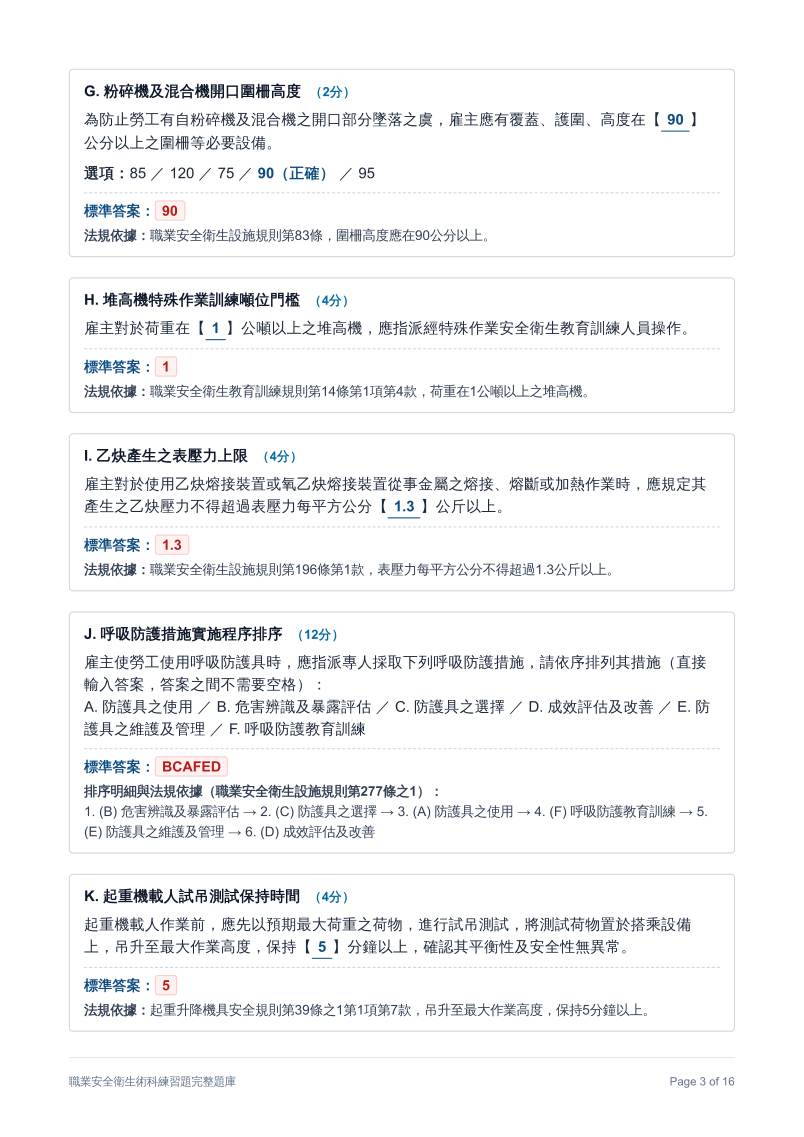 G. 粉碎機及混合機開口圍柵高度 （2分）
為防止勞工有自粉碎機及混合機之開口部分墜落之虞，雇主應有覆蓋、護圍、高度在【 90 】
公分以上之圍柵等必要設備。
選項：85 ／ 120 ／ 75 ／ 90（正確） ／ 95
標準答案： 90
法規依據：職業安全衛生設施規則第83條，圍柵高度應在90公分以上。
H. 堆高機特殊作業訓練噸位門檻 （4分）
雇主對於荷重在【 1 】公噸以上之堆高機，應指派經特殊作業安全衛生教育訓練人員操作。
標準答案： 1
法規依據：職業安全衛生教育訓練規則第14條第1項第4款，荷重在1公噸以上之堆高機。
I. 乙炔產生之表壓力上限 （4分）
雇主對於使用乙炔熔接裝置或氧乙炔熔接裝置從事金屬之熔接、熔斷或加熱作業時，應規定其
產生之乙炔壓力不得超過表壓力每平方公分【 1.3 】公斤以上。
標準答案： 1.3
法規依據：職業安全衛生設施規則第196條第1款，表壓力每平方公分不得超過1.3公斤以上。
J. 呼吸防護措施實施程序排序 （12分）
雇主使勞工使用呼吸防護具時，應指派專人採取下列呼吸防護措施，請依序排列其措施（直接
輸入答案，答案之間不需要空格）：
A. 防護具之使用 ／ B. 危害辨識及暴露評估 ／ C. 防護具之選擇 ／ D. 成效評估及改善 ／ E. 防
護具之維護及管理 ／ F. 呼吸防護教育訓練
標準答案： BCAFED
排序明細與法規依據（職業安全衛生設施規則第277條之1）：
1. (B) 危害辨識及暴露評估 → 2. (C) 防護具之選擇 → 3. (A) 防護具之使用 → 4. (F) 呼吸防護教育訓練 → 5.
(E) 防護具之維護及管理 → 6. (D) 成效評估及改善
K. 起重機載人試吊測試保持時間 （4分）
起重機載人作業前，應先以預期最大荷重之荷物，進行試吊測試，將測試荷物置於搭乘設備
上，吊升至最大作業高度，保持【 5 】分鐘以上，確認其平衡性及安全性無異常。
標準答案： 5
法規依據：起重升降機具安全規則第39條之1第1項第7款，吊升至最大作業高度，保持5分鐘以上。
職業安全衛生術科練習題完整題庫
Page 3 of 16